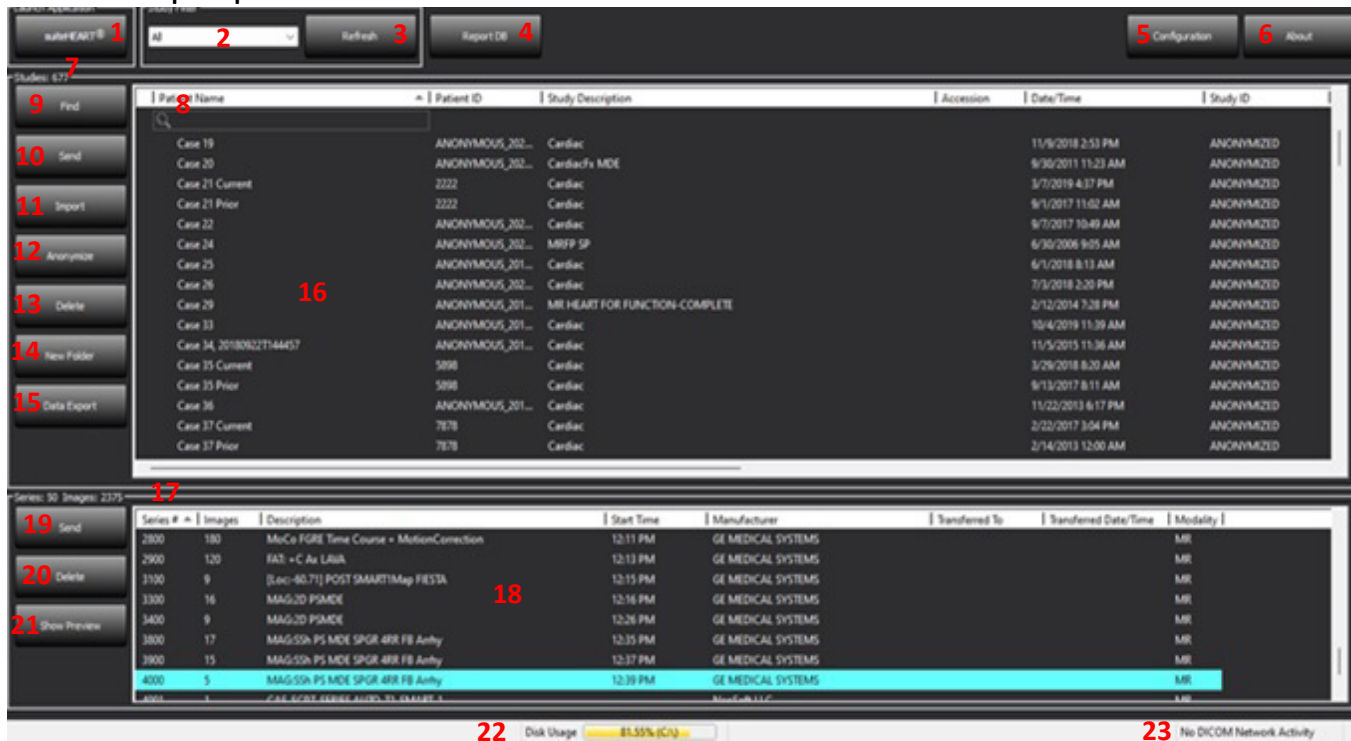 Launch Application
Study Filter
suiteHEART® 1
All 2
Refresh 3
Report DB 4
5 Configuration
6 About
7
Studies: 677
9 Find
10 Send
11 Import
12 Anonymize
13 Delete
14 New Folder
15 Data Export
8
Patient Name Patient ID Study Description Accession Date/Time Study ID
Case 19 ANONYMOUS_202... Cardiac 11/9/2018 2:53 PM ANONYMIZED
Case 20 ANONYMOUS_202... CardiacFx MDE 9/30/2011 11:23 AM ANONYMIZED
Case 21 Current 2222 Cardiac 3/7/2019 4:37 PM ANONYMIZED
Case 21 Prior 2222 Cardiac 9/1/2017 11:02 AM ANONYMIZED
Case 22 ANONYMOUS_202... Cardiac 9/7/2017 10:49 AM ANONYMIZED
Case 24 ANONYMOUS_202... MRFP SP 6/30/2006 9:05 AM ANONYMIZED
Case 25 ANONYMOUS_201... Cardiac 6/1/2018 8:13 AM ANONYMIZED
Case 26 ANONYMOUS_202... Cardiac 7/3/2018 2:20 PM ANONYMIZED
16
Case 29 ANONYMOUS_201... MR HEART FOR FUNCTION-COMPLETE 2/12/2014 7:28 PM ANONYMIZED
Case 33 ANONYMOUS_201... Cardiac 10/4/2019 11:39 AM ANONYMIZED
Case 34, 20180922T144457 ANONYMOUS_201... Cardiac 11/5/2015 11:36 AM ANONYMIZED
Case 35 Current 5898 Cardiac 3/29/2018 8:20 AM ANONYMIZED
Case 35 Prior 5898 Cardiac 9/13/2017 8:11 AM ANONYMIZED
Case 36 ANONYMOUS_201... Cardiac 11/22/2013 6:17 PM ANONYMIZED
Case 37 Current 7878 Cardiac 2/22/2017 3:04 PM ANONYMIZED
Case 37 Prior 7878 Cardiac 2/14/2013 12:00 AM ANONYMIZED
Series: 50 Images: 2375
17
19 Send
20 Delete
21 Show Preview
Series # Images Description Start Time Manufacturer Transferred To Transferred Date/Time Modality
2800 180 MoCo FGRE Time Course + MotionCorrection 12:11 PM GE MEDICAL SYSTEMS MR
2900 120 FAT: +C Ax LAVA 12:13 PM GE MEDICAL SYSTEMS MR
3100 9 [Loc:-60.71] POST SMART1Map FIESTA 12:15 PM GE MEDICAL SYSTEMS MR
3300 16 MAG:2D PSMDE 12:16 PM GE MEDICAL SYSTEMS MR
18
3400 9 MAG:2D PSMDE 12:26 PM GE MEDICAL SYSTEMS MR
3800 17 MAG:SSh PS MDE SPGR 4RR FB Arrhy 12:35 PM GE MEDICAL SYSTEMS MR
3900 15 MAG:SSh PS MDE SPGR 4RR FB Arrhy 12:37 PM GE MEDICAL SYSTEMS MR
4000 5 MAG:SSh PS MDE SPGR 4RR FB Arrhy 12:39 PM GE MEDICAL SYSTEMS MR
22 Disk Usage 81.55% (C:\)
23 No DICOM Network Activity